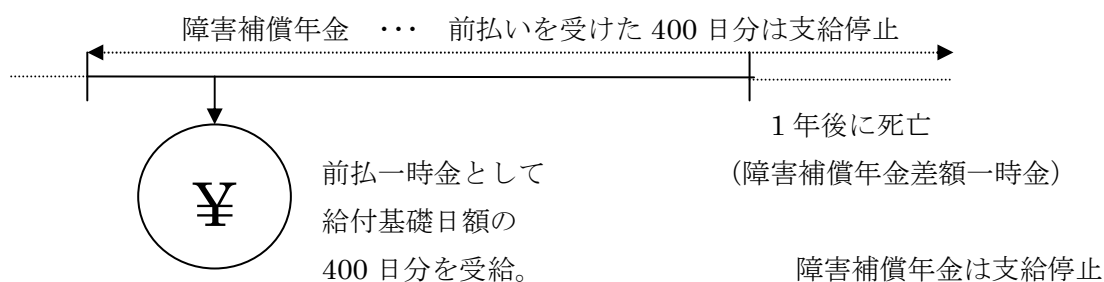 障害補償年金 ・・・ 前払いを受けた 400 日分は支給停止
1 年後に死亡
前払一時金として
(障害補償年金差額一時金)
¥
給付基礎日額の
400 日分を受給。
障害補償年金は支給停止